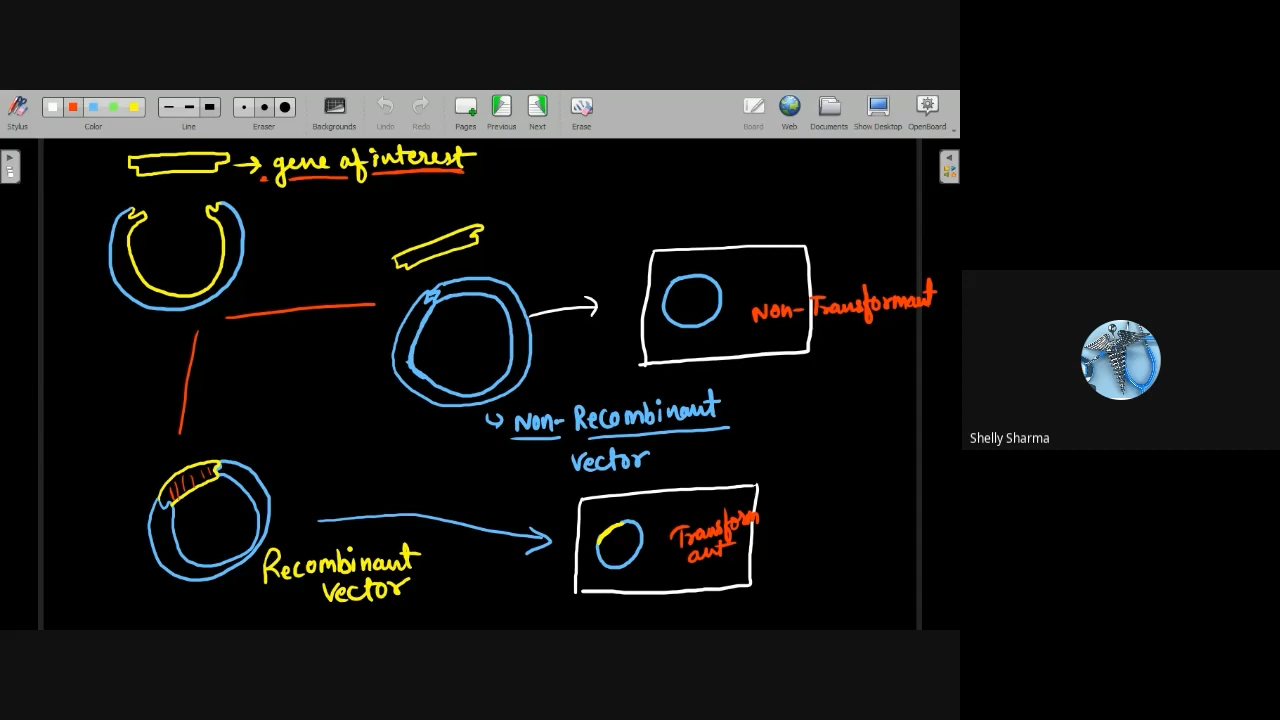 Stylus
Color
Line
Eraser
Backgrounds
Undo
Redo
Pages
Previous
Next
Erase
Board
Web
Documents
Show Desktop
OpenBoard
gene of interest
Non-Transformant
Non-Recombinant
vector
Transform
ant
Recombinant
vector
Shelly Sharma